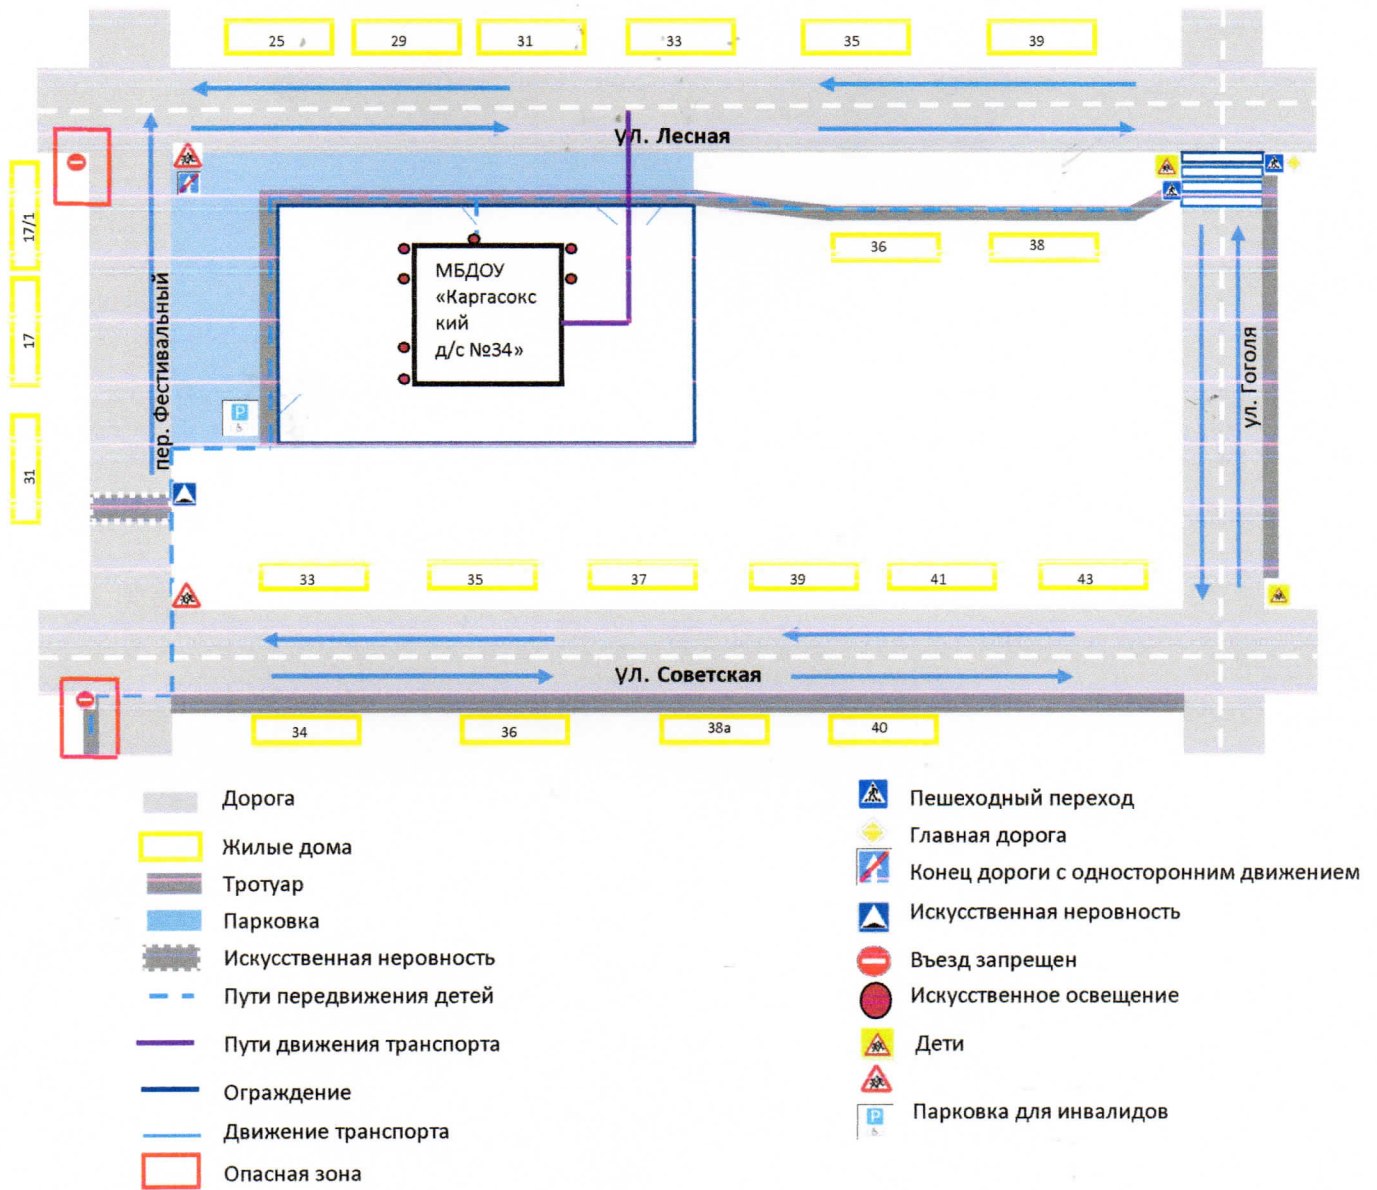 25
29
31
33
35
39
ул. Лесная
17/1
17
31
пер. Фестивальный
МБДОУ
«Каргасокс
кий
д/с №34»
36
38
ул. Гоголя
P
33
35
37
39
41
43
ул. Советская
34
36
38а
40
Дорога
Жилые дома
Тротуар
Парковка
Искусственная неровность
Пути передвижения детей
Пути движения транспорта
Ограждение
Движение транспорта
Опасная зона
Пешеходный переход
Главная дорога
Конец дороги с односторонним движением
Искусственная неровность
Въезд запрещен
Искусственное освещение
Дети
P
Парковка для инвалидов